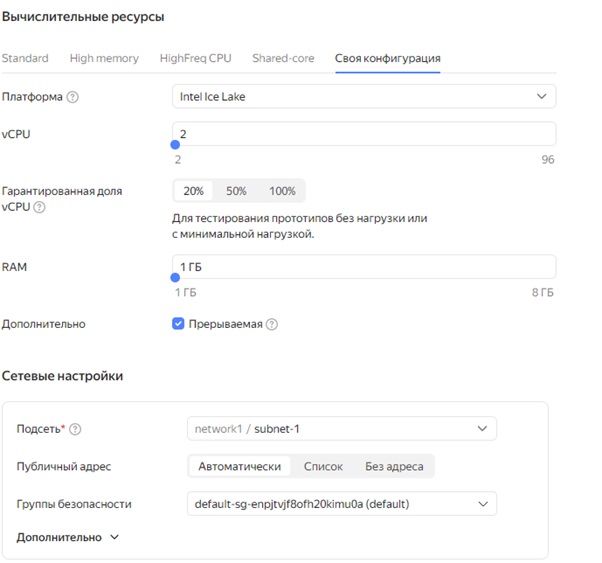 Вычислительные ресурсы
Standard High memory HighFreq CPU Shared-core Своя конфигурация
Платформа ? Intel Ice Lake
vCPU 2
2 96
Гарантированная доля vCPU ? 20% 50% 100%
Для тестирования прототипов без нагрузки или
с минимальной нагрузкой.
RAM 1 ГБ
1 ГБ 8 ГБ
Дополнительно Прерываемая ?
Сетевые настройки
Подсеть* ? network1 / subnet-1
Публичный адрес Автоматически Список Без адреса
Группы безопасности default-sg-enpjtvjf8ofh20kimu0a (default)
Дополнительно